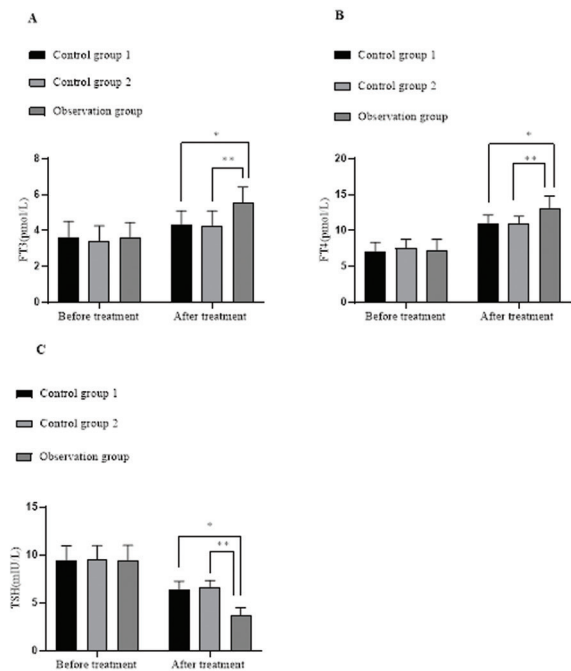 A
Control group 1
Control group 2
Observation group
*
**
8
6
4
2
0
FT3(pmol/L)
Before treatment
After treatment
B
Control group 1
Control group 2
Observation group
*
**
20
15
10
5
0
FT4(pmol/L)
Before treatment
After treatment
C
Control group 1
Control group 2
Observation group
*
**
15
10
5
0
TSH(mIU/L)
Before treatment
After treatment